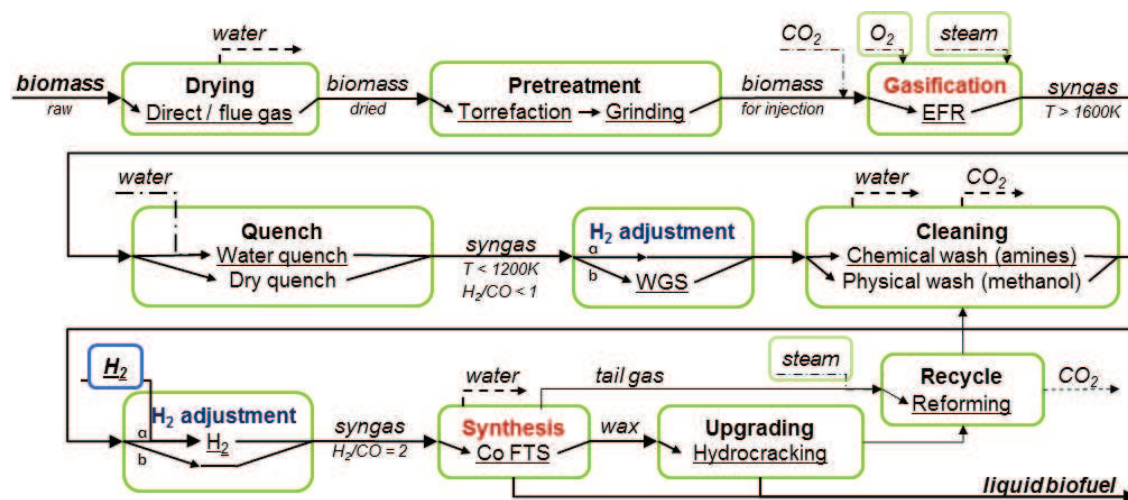 water
CO2
O2
steam
biomass
raw
Drying
Direct / flue gas
biomass
dried
Pretreatment
Torrefaction
Grinding
biomass
for injection
Gasification
EFR
syngas
T > 1600K
water
Quench
Water quench
Dry quench
syngas
T < 1200K
H2/CO < 1
H2 adjustment
a
b
WGS
water
CO2
Cleaning
Chemical wash (amines)
Physical wash (methanol)
H2
H2 adjustment
a
H2
b
syngas
H2/CO = 2
water
Synthesis
Co FTS
tail gas
wax
Upgrading
Hydrocracking
steam
Recycle
Reforming
CO2
liquid biofuel